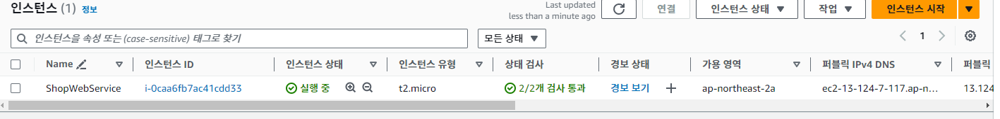 인스턴스 (1) 정보
Last updated
less than a minute ago
연결
인스턴스 상태
작업
인스턴스 시작
인스턴스을 속성 또는 (case-sensitive) 태그로 찾기
모든 상태
1
Name 인스턴스 ID 인스턴스 상태 인스턴스 유형 상태 검사 경보 상태 가용 영역 퍼블릭 IPv4 DNS 퍼블릭
ShopWebService i-0caa6fb7ac41cdd33 실행 중 t2.micro 2/2개 검사 통과 경보 보기 ap-northeast-2a ec2-13-124-7-117.ap-n... 13.124